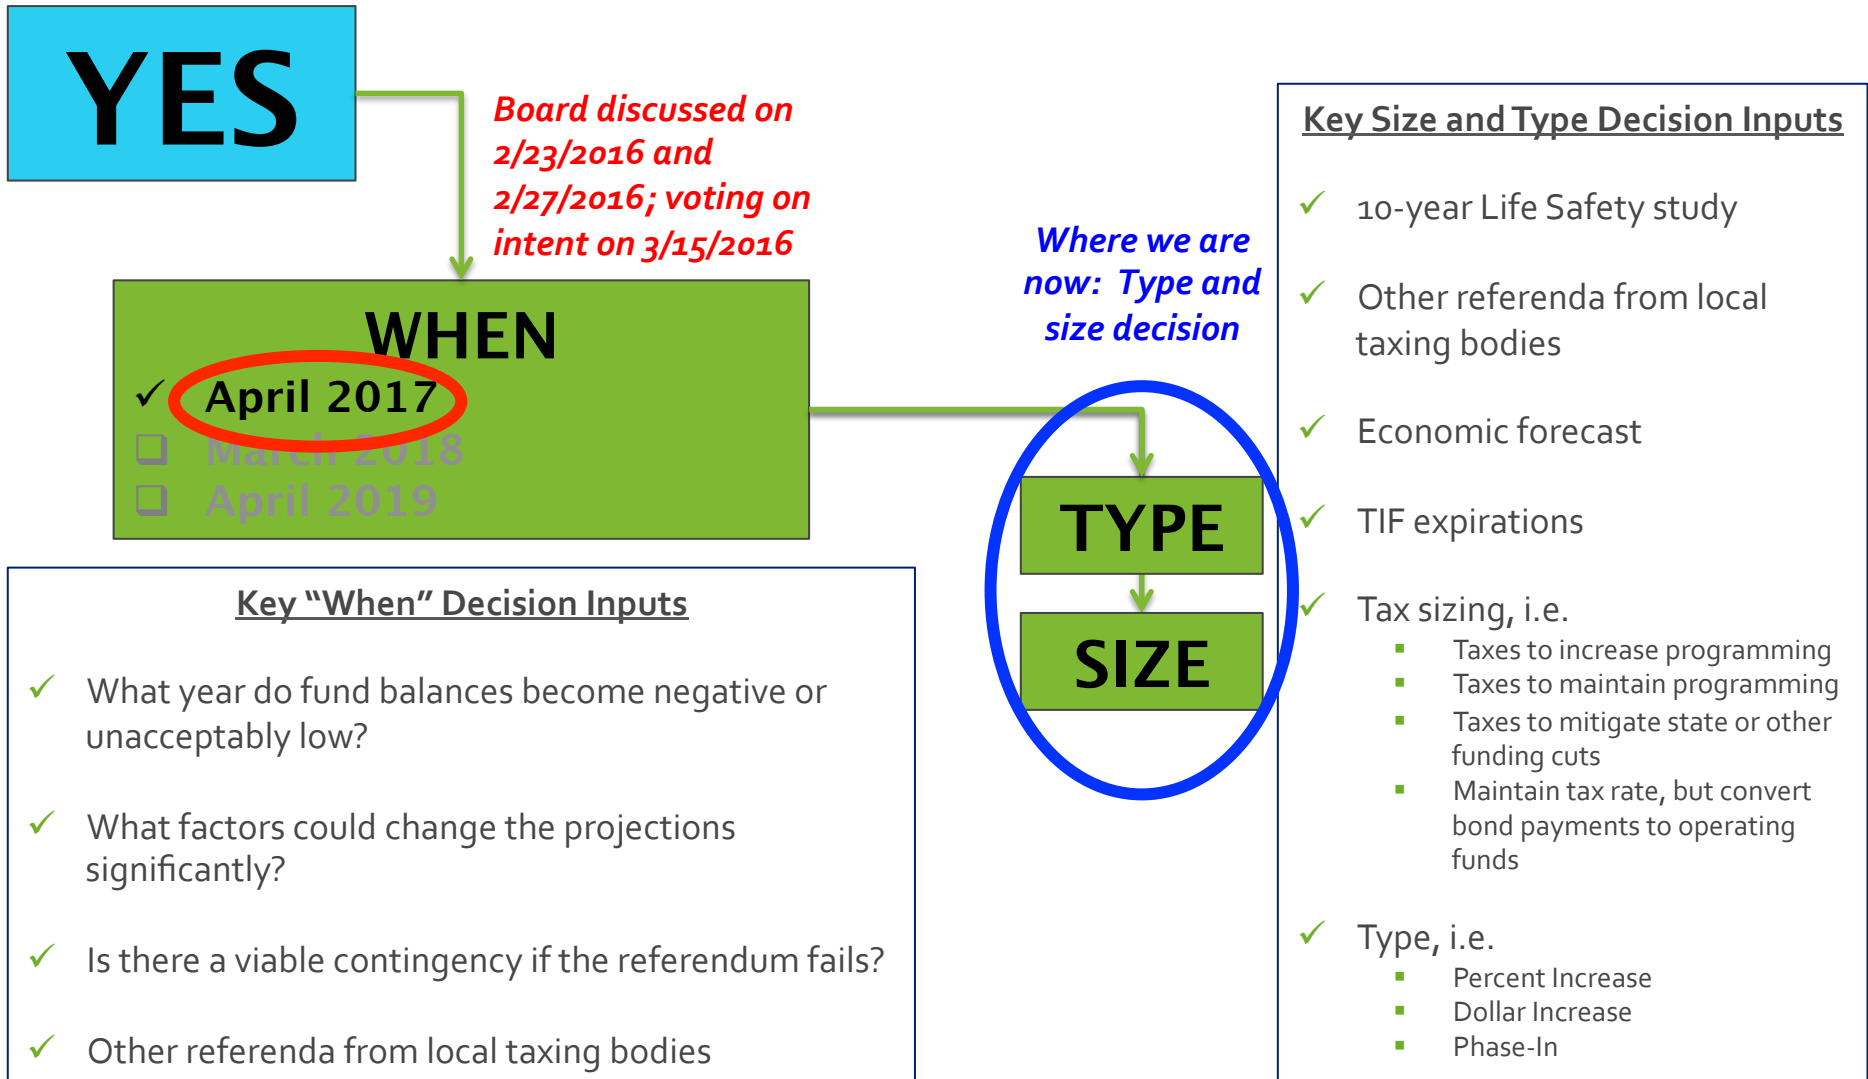 YES
Board discussed on
2/23/2016 and
2/27/2016; voting on
intent on 3/15/2016
WHEN
✓ April 2017
❑ March 2018
❑ April 2019
Where we are
now: Type and
size decision
TYPE
SIZE
Key "When" Decision Inputs
✓ What year do fund balances become negative or
unacceptably low?
✓ What factors could change the projections
significantly?
✓ Is there a viable contingency if the referendum fails?
✓ Other referenda from local taxing bodies
Key Size and Type Decision Inputs
✓ 10-year Life Safety study
✓ Other referenda from local
taxing bodies
✓ Economic forecast
✓ TIF expirations
✓ Tax sizing, i.e.
▪ Taxes to increase programming
▪ Taxes to maintain programming
▪ Taxes to mitigate state or other
funding cuts
▪ Maintain tax rate, but convert
bond payments to operating
funds
✓ Type, i.e.
▪ Percent Increase
▪ Dollar Increase
▪ Phase-In